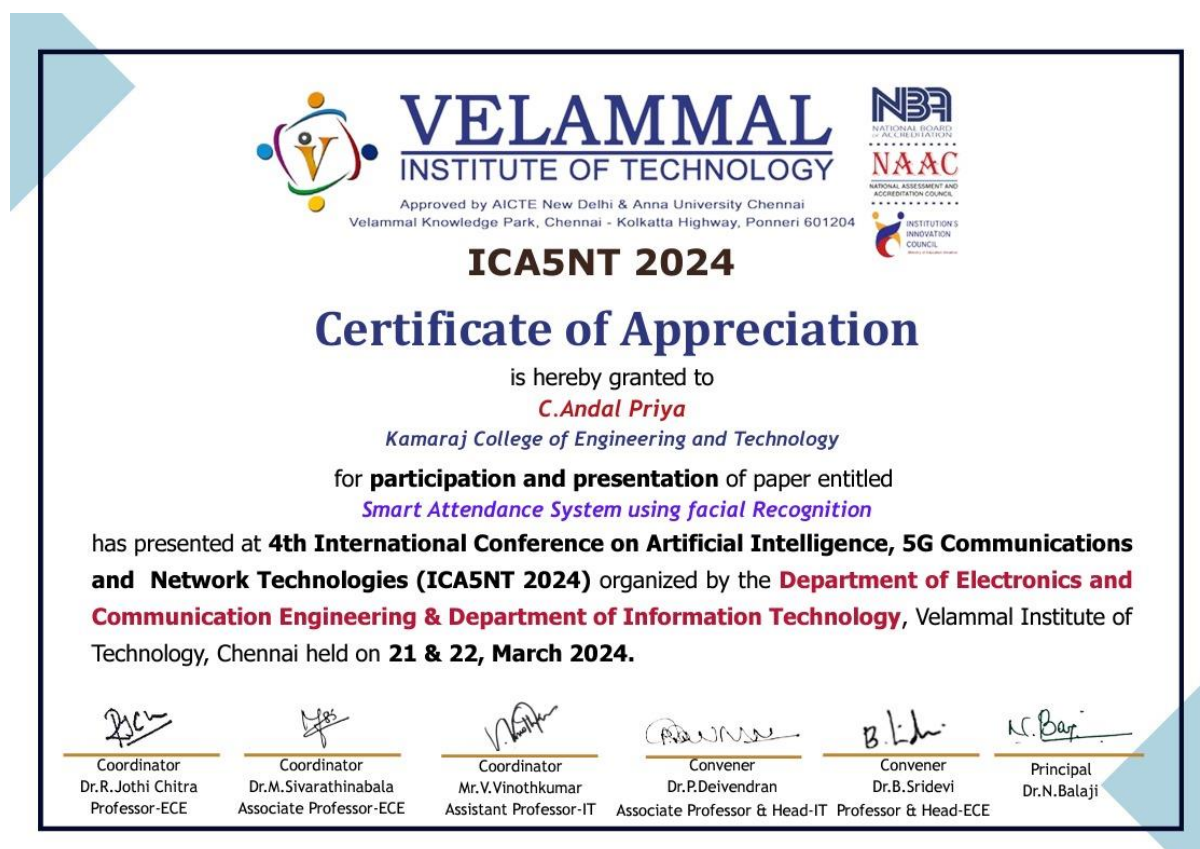 V
VELAMMAL
INSTITUTE OF TECHNOLOGY
Approved by AICTE New Delhi & Anna University Chennai
Velammal Knowledge Park, Chennai - Kolkatta Highway, Ponneri 601204
NBA
NATIONAL BOARD
of ACCREDITATION
NAAC
NATIONAL ASSESSMENT AND
ACCREDITATION COUNCIL
INSTITUTION'S
INNOVATION
COUNCIL
ICA5NT 2024
Certificate of Appreciation
is hereby granted to
C.Andal Priya
Kamaraj College of Engineering and Technology
for participation and presentation of paper entitled
Smart Attendance System using facial Recognition
has presented at 4th International Conference on Artificial Intelligence, 5G Communications
and Network Technologies (ICA5NT 2024) organized by the Department of Electronics and
Communication Engineering & Department of Information Technology, Velammal Institute of
Technology, Chennai held on 21 & 22, March 2024.
Coordinator
Dr.R.Jothi Chitra
Professor-ECE
Coordinator
Dr.M.Sivarathinabala
Associate Professor-ECE
Coordinator
Mr.V.Vinothkumar
Assistant Professor-IT
Convener
Dr.P.Deivendran
Associate Professor & Head-IT
Convener
Dr.B.Sridevi
Professor & Head-ECE
Principal
Dr.N.Balaji